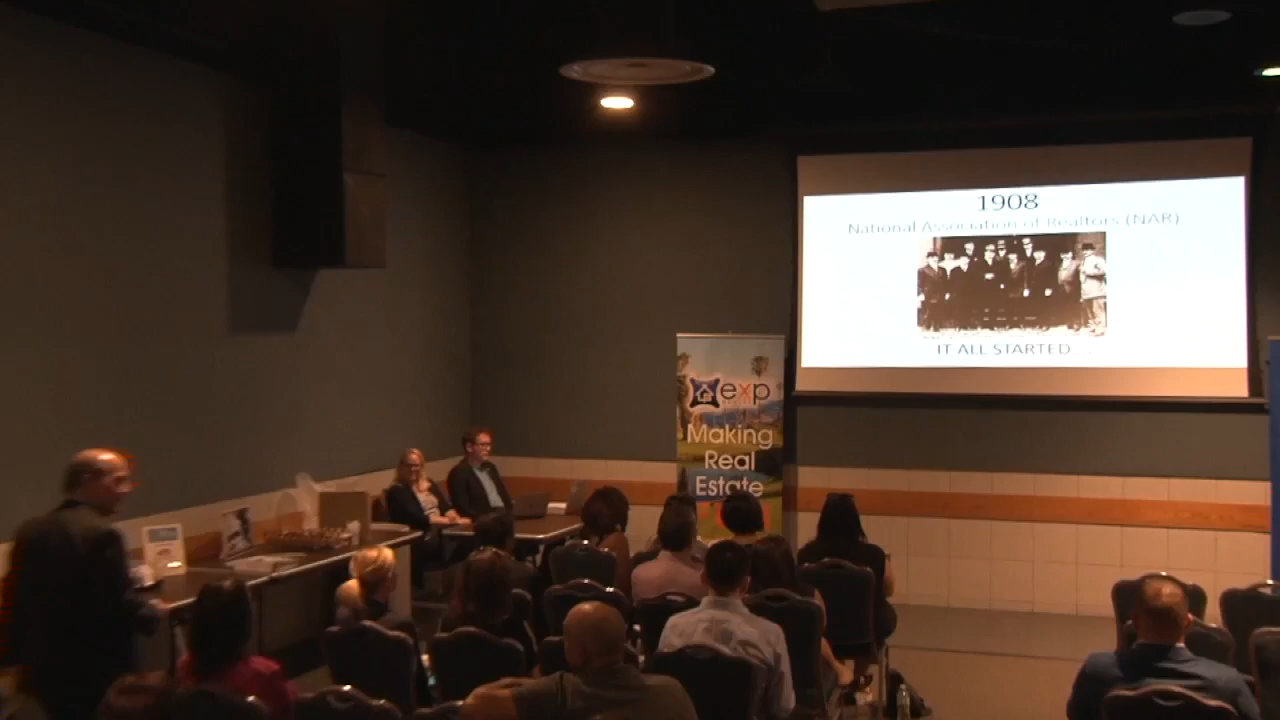 1908
National Association of Realtors (NAR)
IT ALL STARTED...
exp
Making
Real
Estate